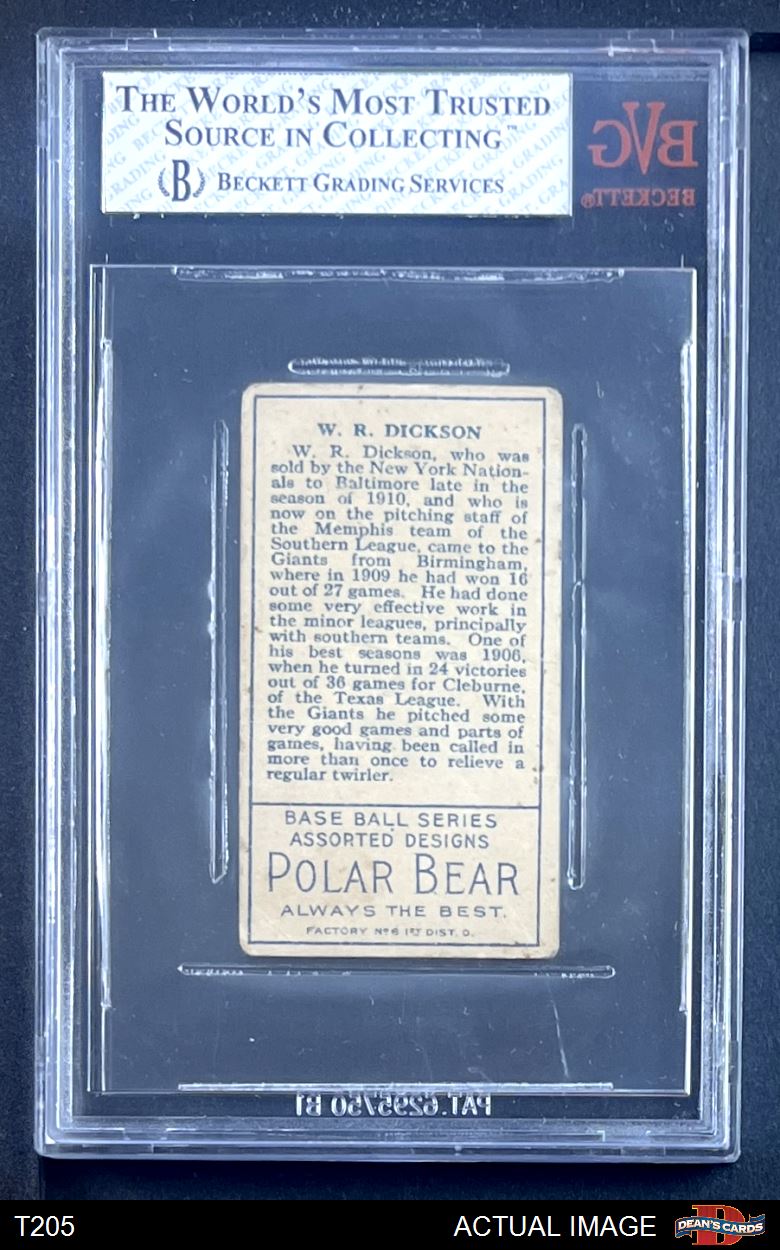 THE WORLD'S MOST TRUSTED
SOURCE IN COLLECTING™
B BECKETT GRADING SERVICES
BVG
BECKETT®
W. R. DICKSON
W. R. Dickson, who was
sold by the New York Nation-
als to Baltimore late in the
season of 1910, and who is
now on the pitching staff of
the Memphis team of the
Southern League, came to the
Giants from Birmingham,
where in 1909 he had won 16
out of 27 games. He had done
some very effective work in
the minor leagues, principally
with southern teams. One of
his best seasons was 1906,
when he turned in 24 victories
out of 36 games for Cleburne,
of the Texas League. With
the Giants he pitched some
very good games and parts of
games, having been called in
more than once to relieve a
regular twirler.
BASE BALL SERIES
ASSORTED DESIGNS
POLAR BEAR
ALWAYS THE BEST.
FACTORY Nº 6 1ST DIST. O.
PAT. 6295/50 B1
T205
ACTUAL IMAGE
D
DEAN'S CARDS